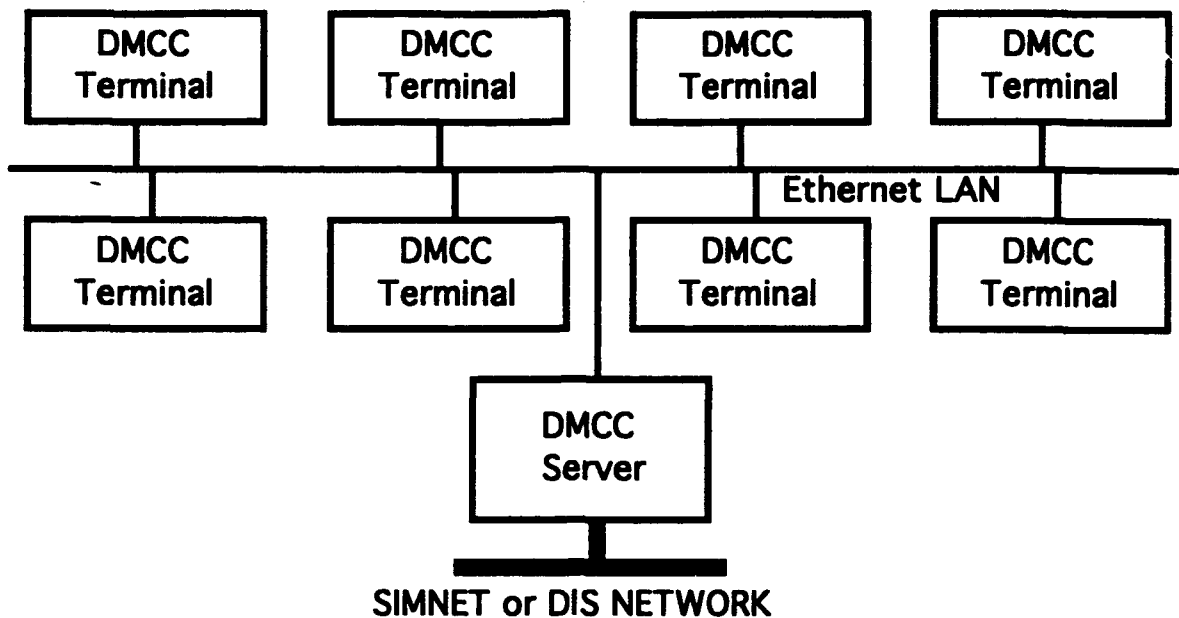 DMCC
Terminal
DMCC
Terminal
DMCC
Terminal
DMCC
Terminal
Ethernet LAN
DMCC
Terminal
DMCC
Terminal
DMCC
Terminal
DMCC
Terminal
DMCC
Server
SIMNET or DIS NETWORK